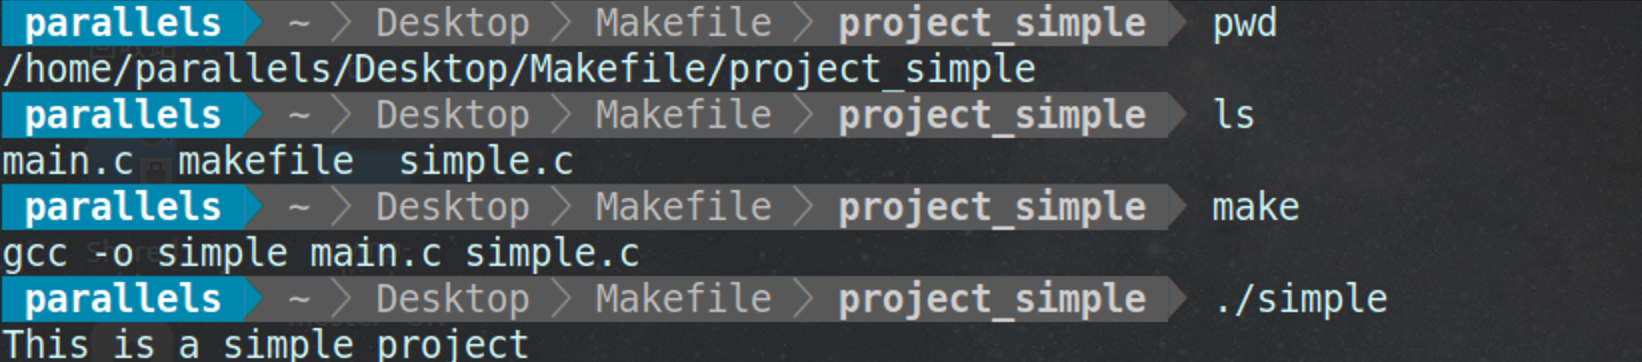 parallels ~ Desktop Makefile project_simple pwd
/home/parallels/Desktop/Makefile/project_simple
parallels ~ Desktop Makefile project_simple ls
main.c makefile simple.c
parallels ~ Desktop Makefile project_simple make
gcc -o simple main.c simple.c
parallels ~ Desktop Makefile project_simple ./simple
This is a simple project